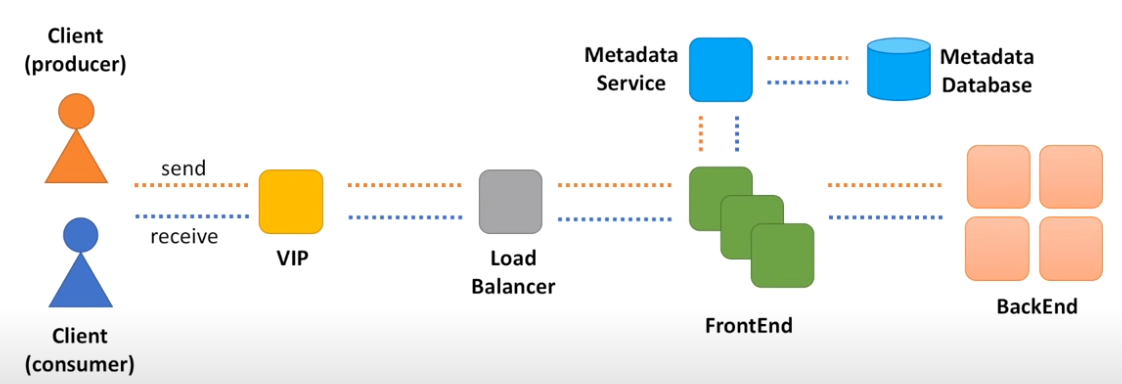 Client
(producer)
send
receive
Client
(consumer)
VIP
Load
Balancer
Metadata
Service
Metadata
Database
FrontEnd
BackEnd